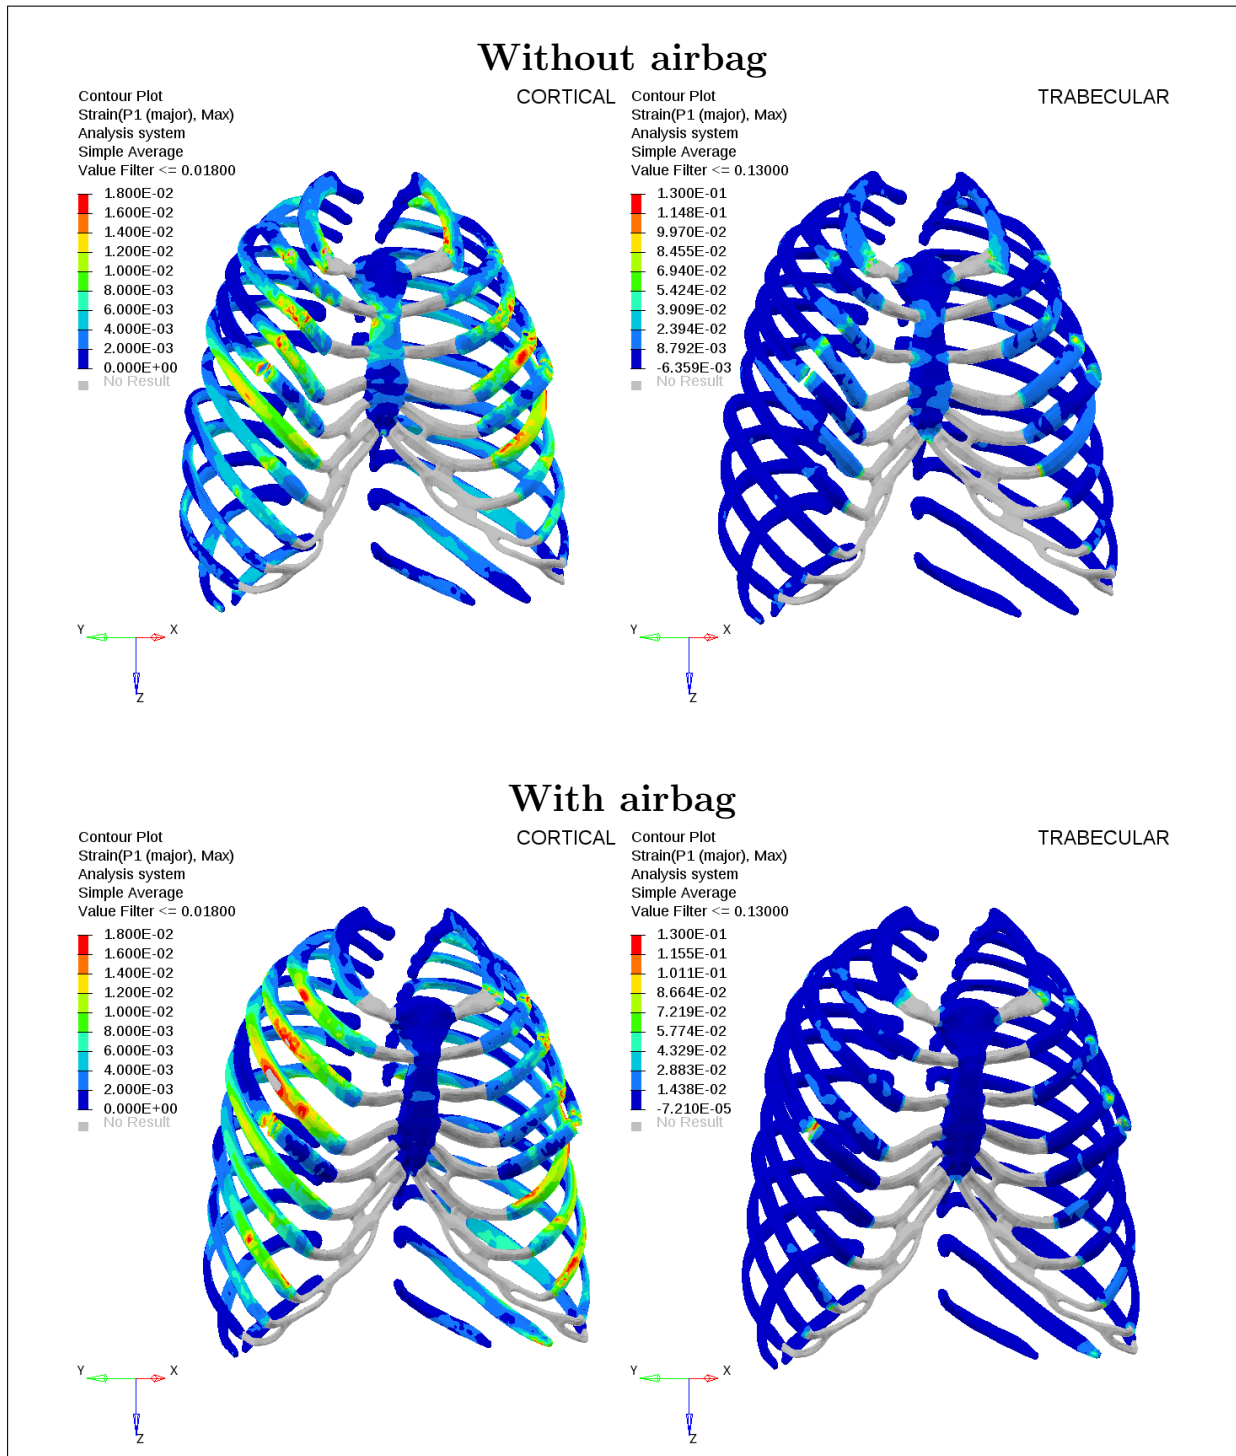 Without airbag
CORTICAL
Contour Plot
Strain(P1 (major), Max)
Analysis system
Simple Average
Value Filter <= 0.01800
1.800E-02
1.600E-02
1.400E-02
1.200E-02
1.000E-02
8.000E-03
6.000E-03
4.000E-03
2.000E-03
0.000E+00
No Result
Y
X
Z
TRABECULAR
Contour Plot
Strain(P1 (major), Max)
Analysis system
Simple Average
Value Filter <= 0.13000
1.300E-01
1.148E-01
9.970E-02
8.455E-02
6.940E-02
5.424E-02
3.909E-02
2.394E-02
8.792E-03
-6.359E-03
No Result
Y
X
Z
With airbag
CORTICAL
Contour Plot
Strain(P1 (major), Max)
Analysis system
Simple Average
Value Filter <= 0.01800
1.800E-02
1.600E-02
1.400E-02
1.200E-02
1.000E-02
8.000E-03
6.000E-03
4.000E-03
2.000E-03
0.000E+00
No Result
Y
X
Z
TRABECULAR
Contour Plot
Strain(P1 (major), Max)
Analysis system
Simple Average
Value Filter <= 0.13000
1.300E-01
1.155E-01
1.011E-01
8.664E-02
7.219E-02
5.774E-02
4.329E-02
2.883E-02
1.438E-02
-7.210E-05
No Result
Y
X
Z